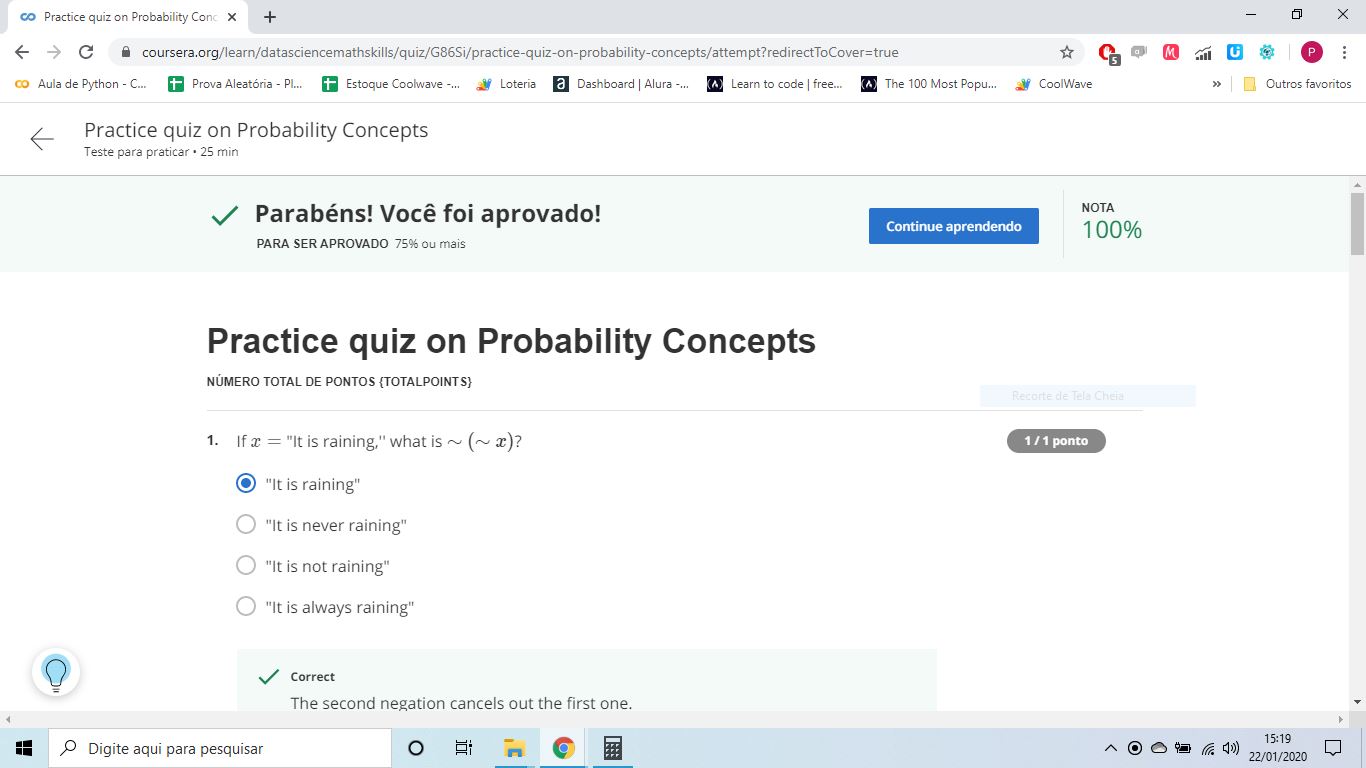 Practice quiz on Probability Conc
coursera.org/learn/datasciencemathskills/quiz/G86Si/practice-quiz-on-probability-concepts/attempt?redirectToCover=true
5
M
P
Aula de Python - C...
Prova Aleatória - Pl...
Estoque Coolwave -...
Loteria
a Dashboard | Alura -...
Learn to code | free...
The 100 Most Popu...
CoolWave
»
Outros favoritos
Practice quiz on Probability Concepts
Teste para praticar • 25 min
Parabéns! Você foi aprovado!
PARA SER APROVADO 75% ou mais
Continue aprendendo
NOTA
100%
Practice quiz on Probability Concepts
NÚMERO TOTAL DE PONTOS {TOTALPOINTS}
Recorte de Tela Cheia
1. If x = "It is raining,'' what is ∼ (∼ x)?
1 / 1 ponto
"It is raining"
"It is never raining"
"It is not raining"
"It is always raining"
Correct
The second negation cancels out the first one.
Digite aqui para pesquisar
15:19
22/01/2020